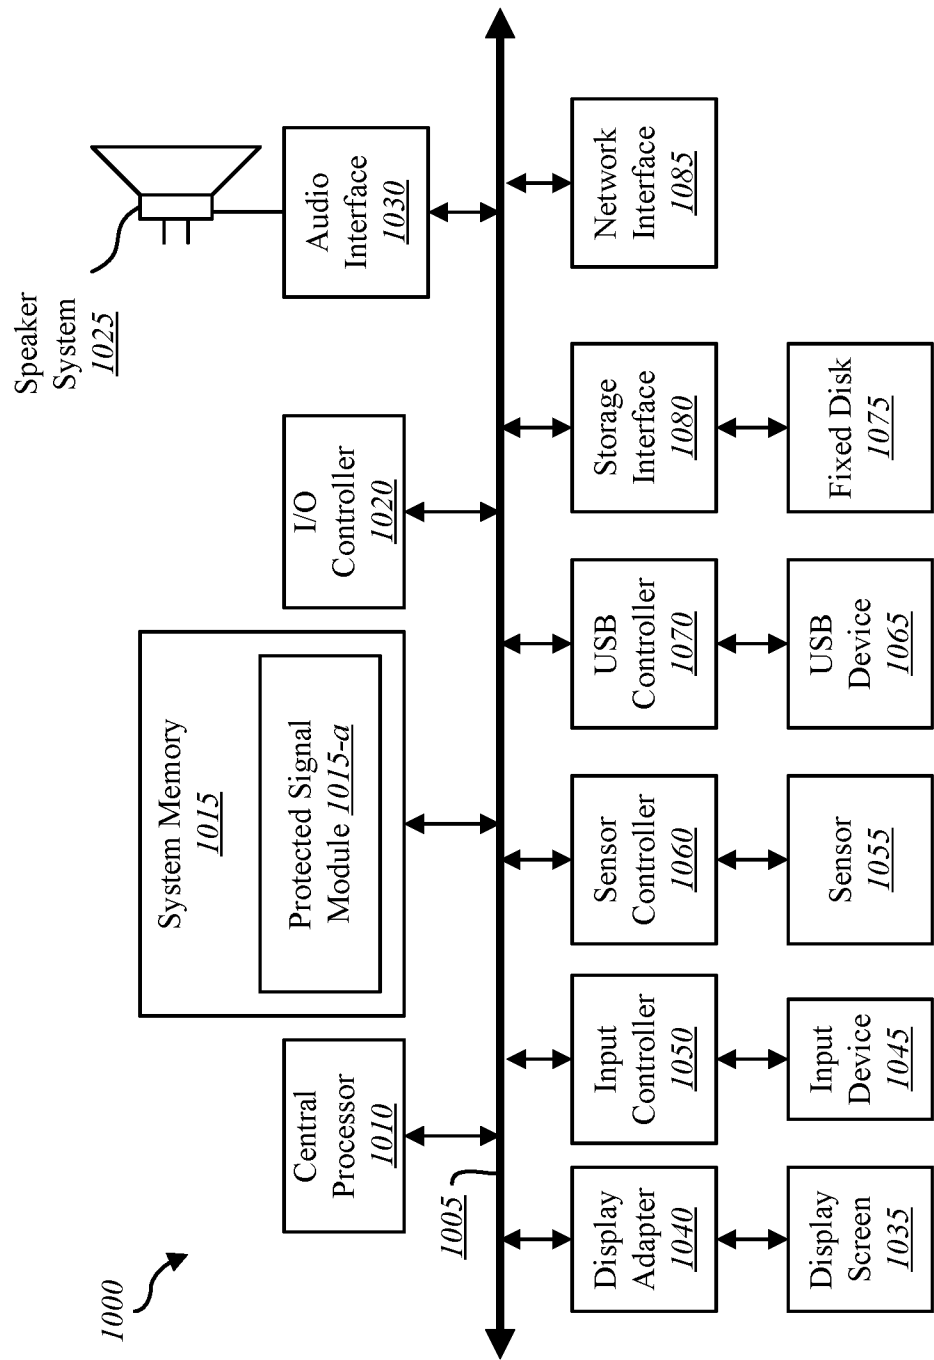 1000
Central
Processor
1010
System Memory
1015
Protected Signal
Module 1015-a
I/O
Controller
1020
Speaker
System
1025
Audio
Interface
1030
1005
Display
Adapter
1040
Input
Controller
1050
Sensor
Controller
1060
USB
Controller
1070
Storage
Interface
1080
Network
Interface
1085
Display
Screen
1035
Input
Device
1045
Sensor
1055
USB
Device
1065
Fixed Disk
1075